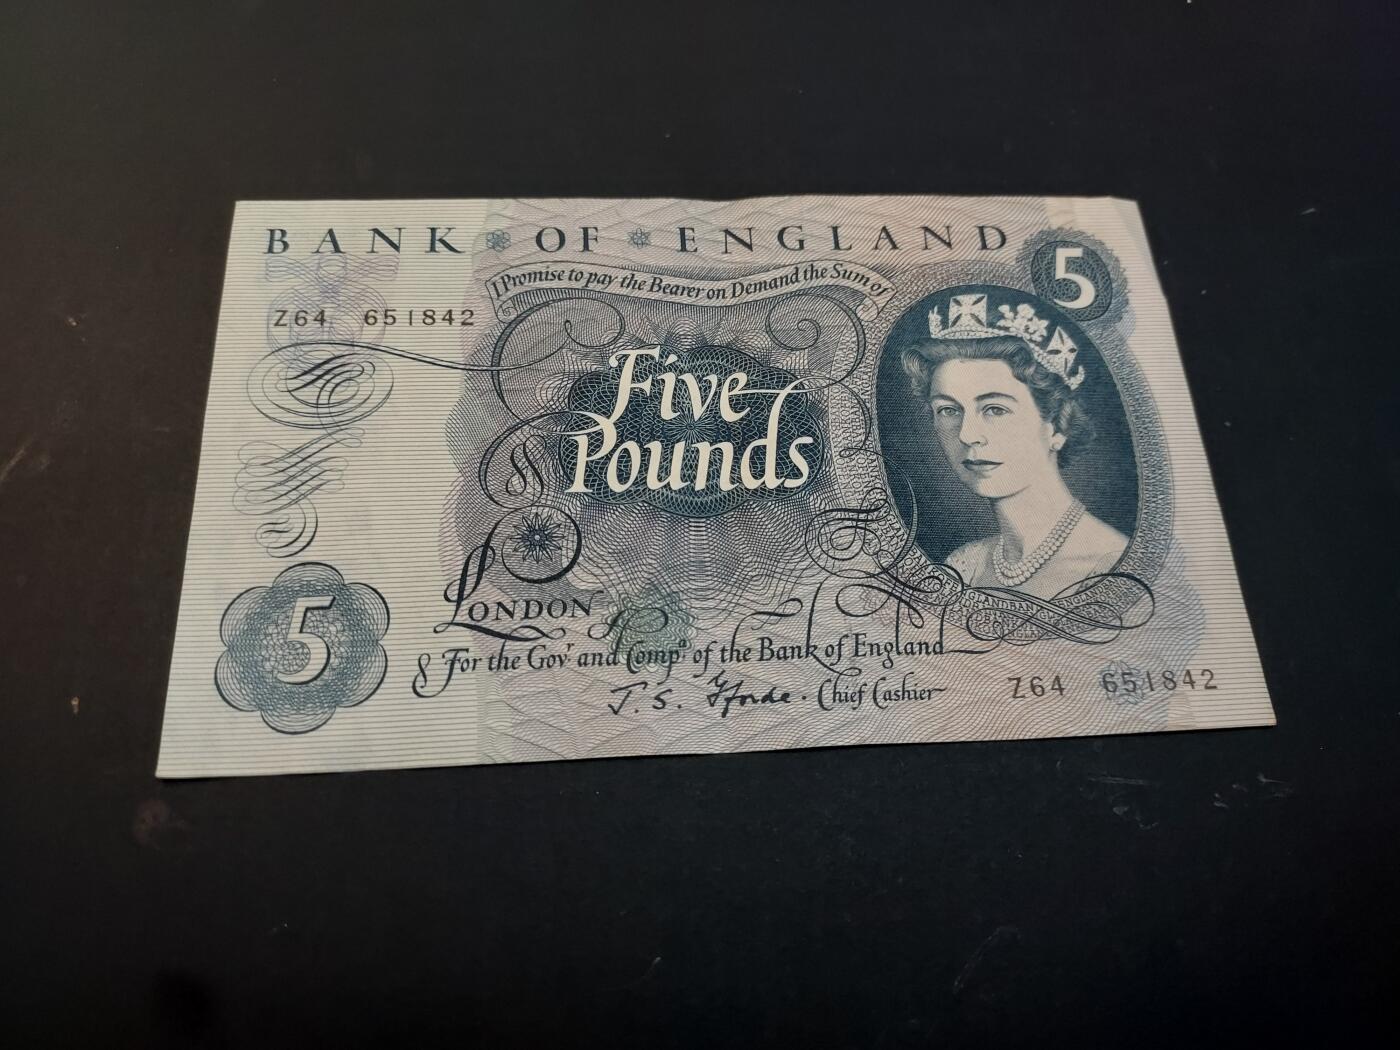 BANK OF ENGLAND
5
I Promise to pay the Bearer on Demand the Sum of
Z64 651842
Five
Pounds
LONDON
5
For the Govr and Compa of the Bank of England
J. S. Fforde. Chief Cashier
Z64 651842